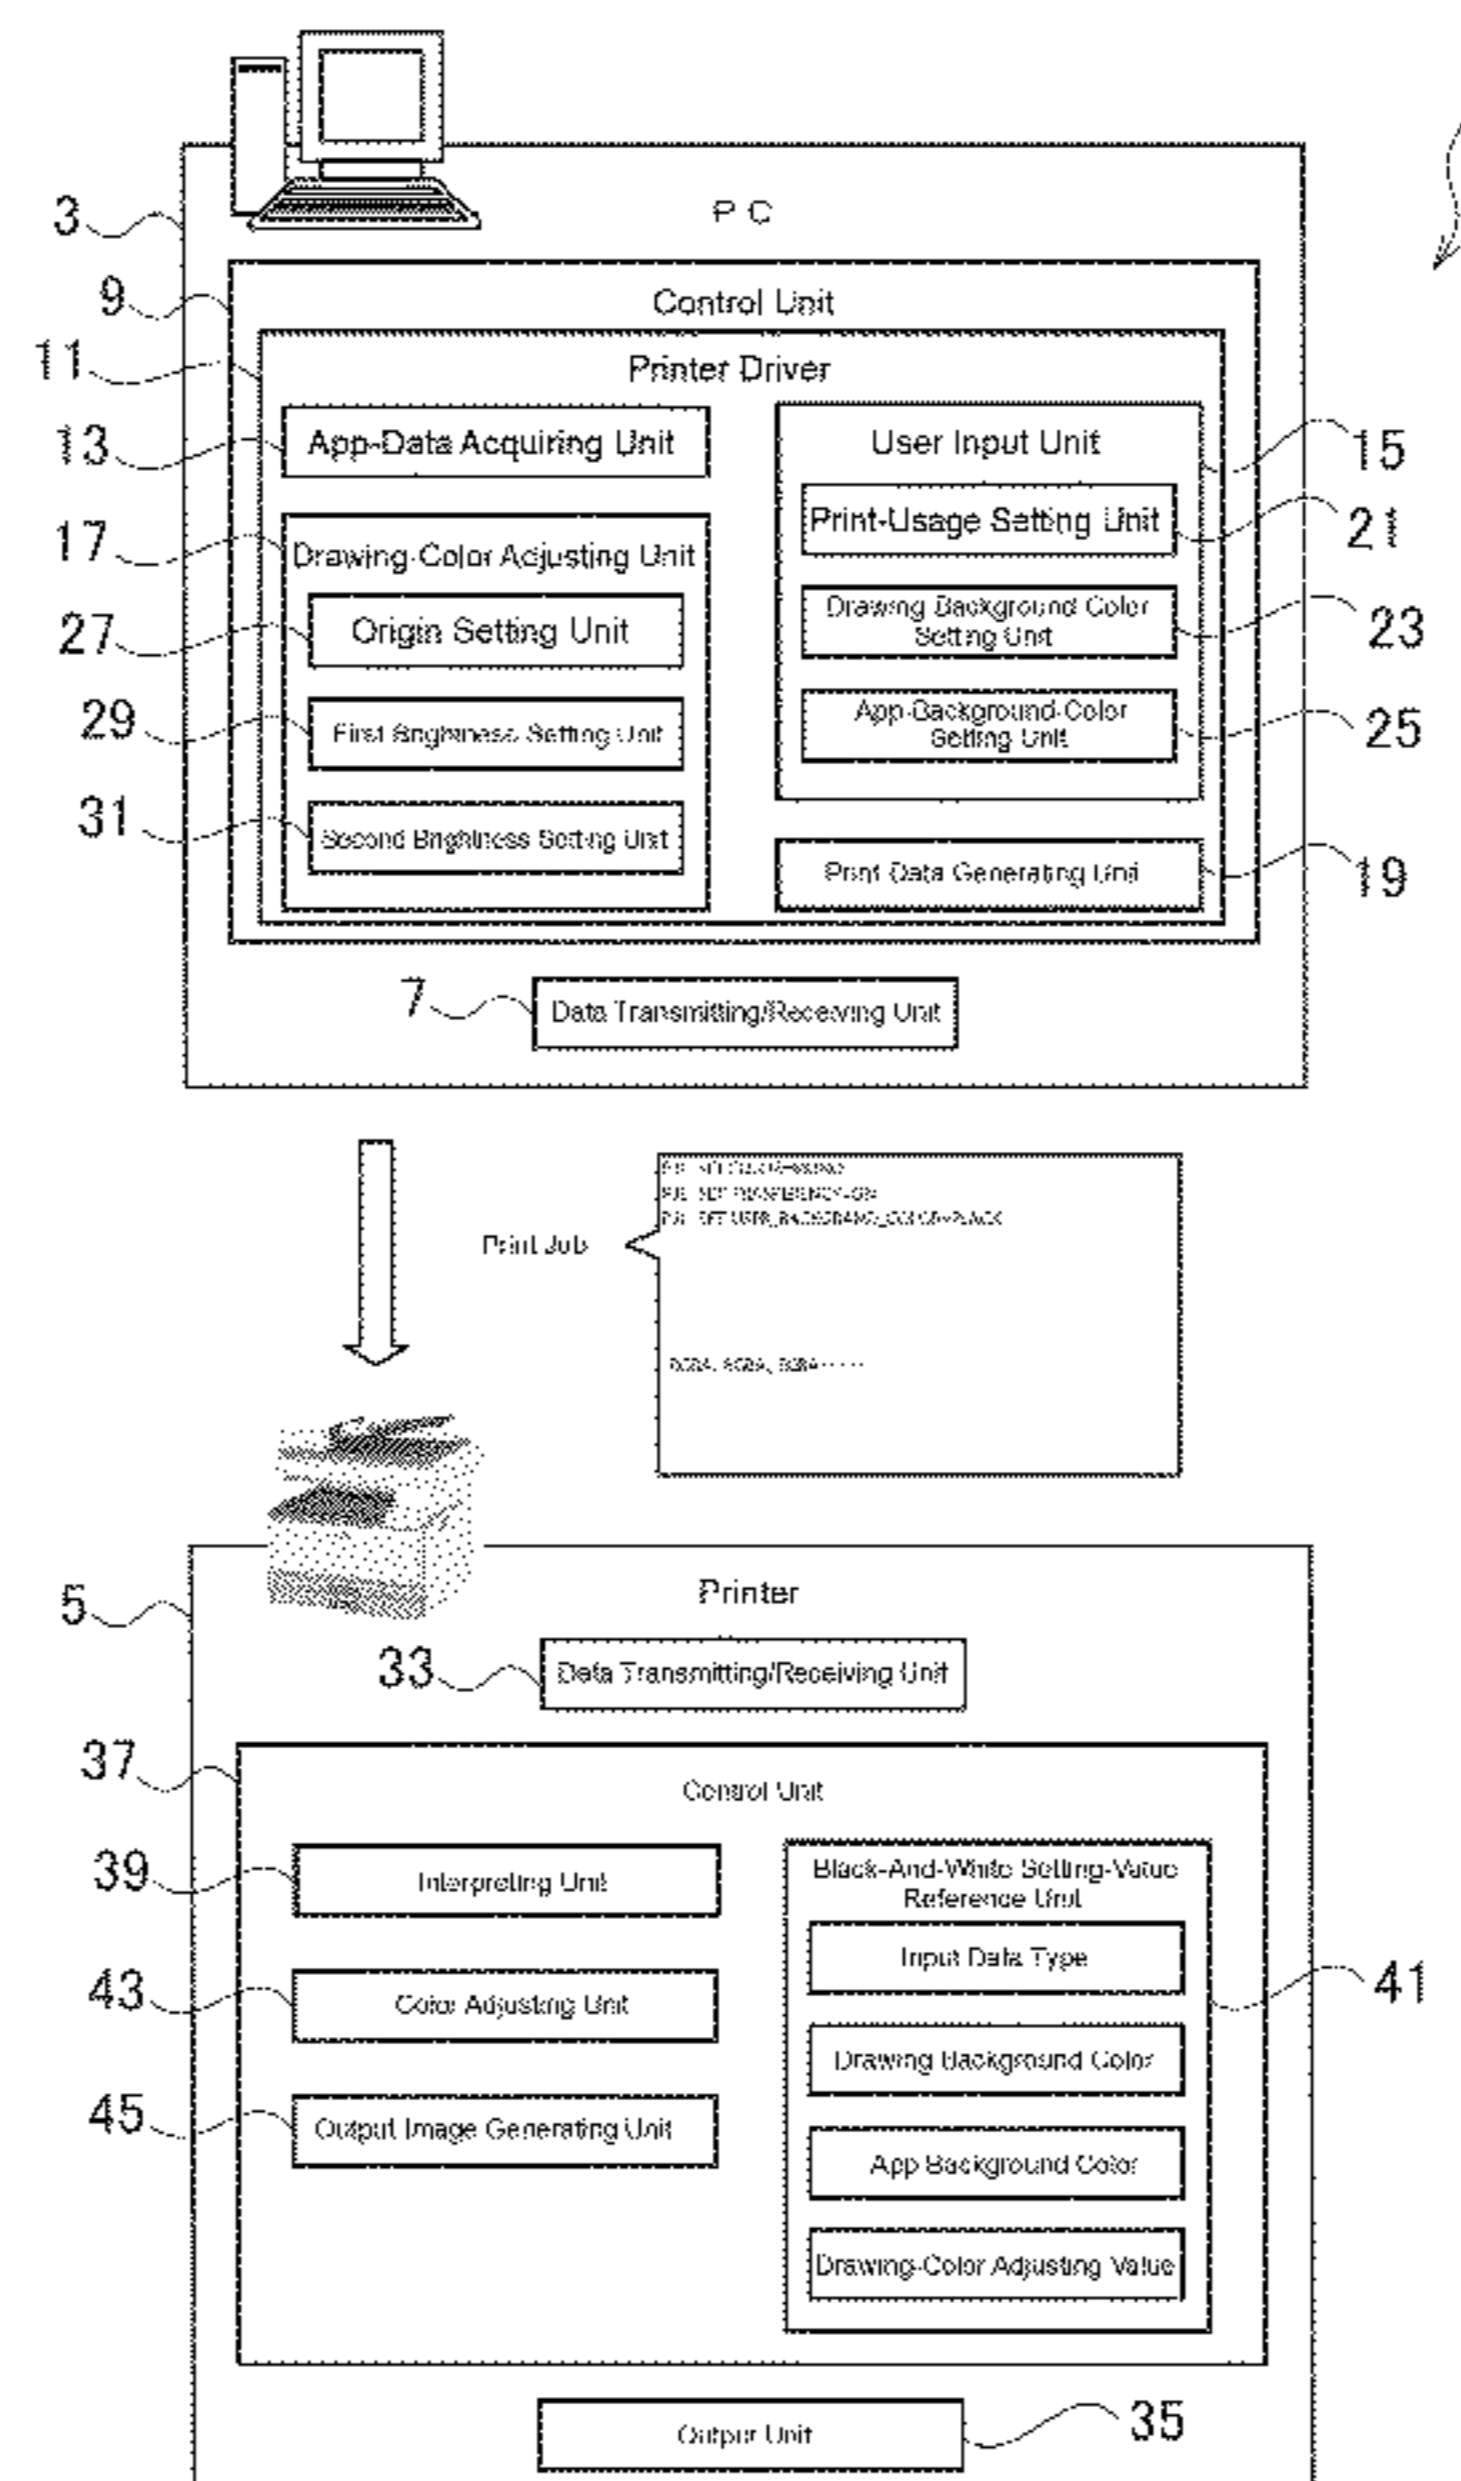 PC
3
9
Control Unit
11
Printer Driver
13
App-Data Acquiring Unit
User Input Unit
15
17
Drawing-Color Adjusting Unit
Print-Usage Setting Unit
21
27
Origin Setting Unit
Drawing Background Color
Setting Unit
23
29
First Brightness Setting Unit
App-Background-Color
Setting Unit
25
31
Second Brightness Setting Unit
Print Data Generating Unit
19
7
Data Transmitting/Receiving Unit
Print Job
5
Printer
33
Data Transmitting/Receiving Unit
37
Control Unit
39
Interpreting Unit
Black-And-White Setting-Value
Reference Unit
Input Data Type
43
Color Adjusting Unit
41
Drawing Background Color
45
Output Image Generating Unit
App Background Color
Drawing-Color Adjusting Value
Output Unit
35